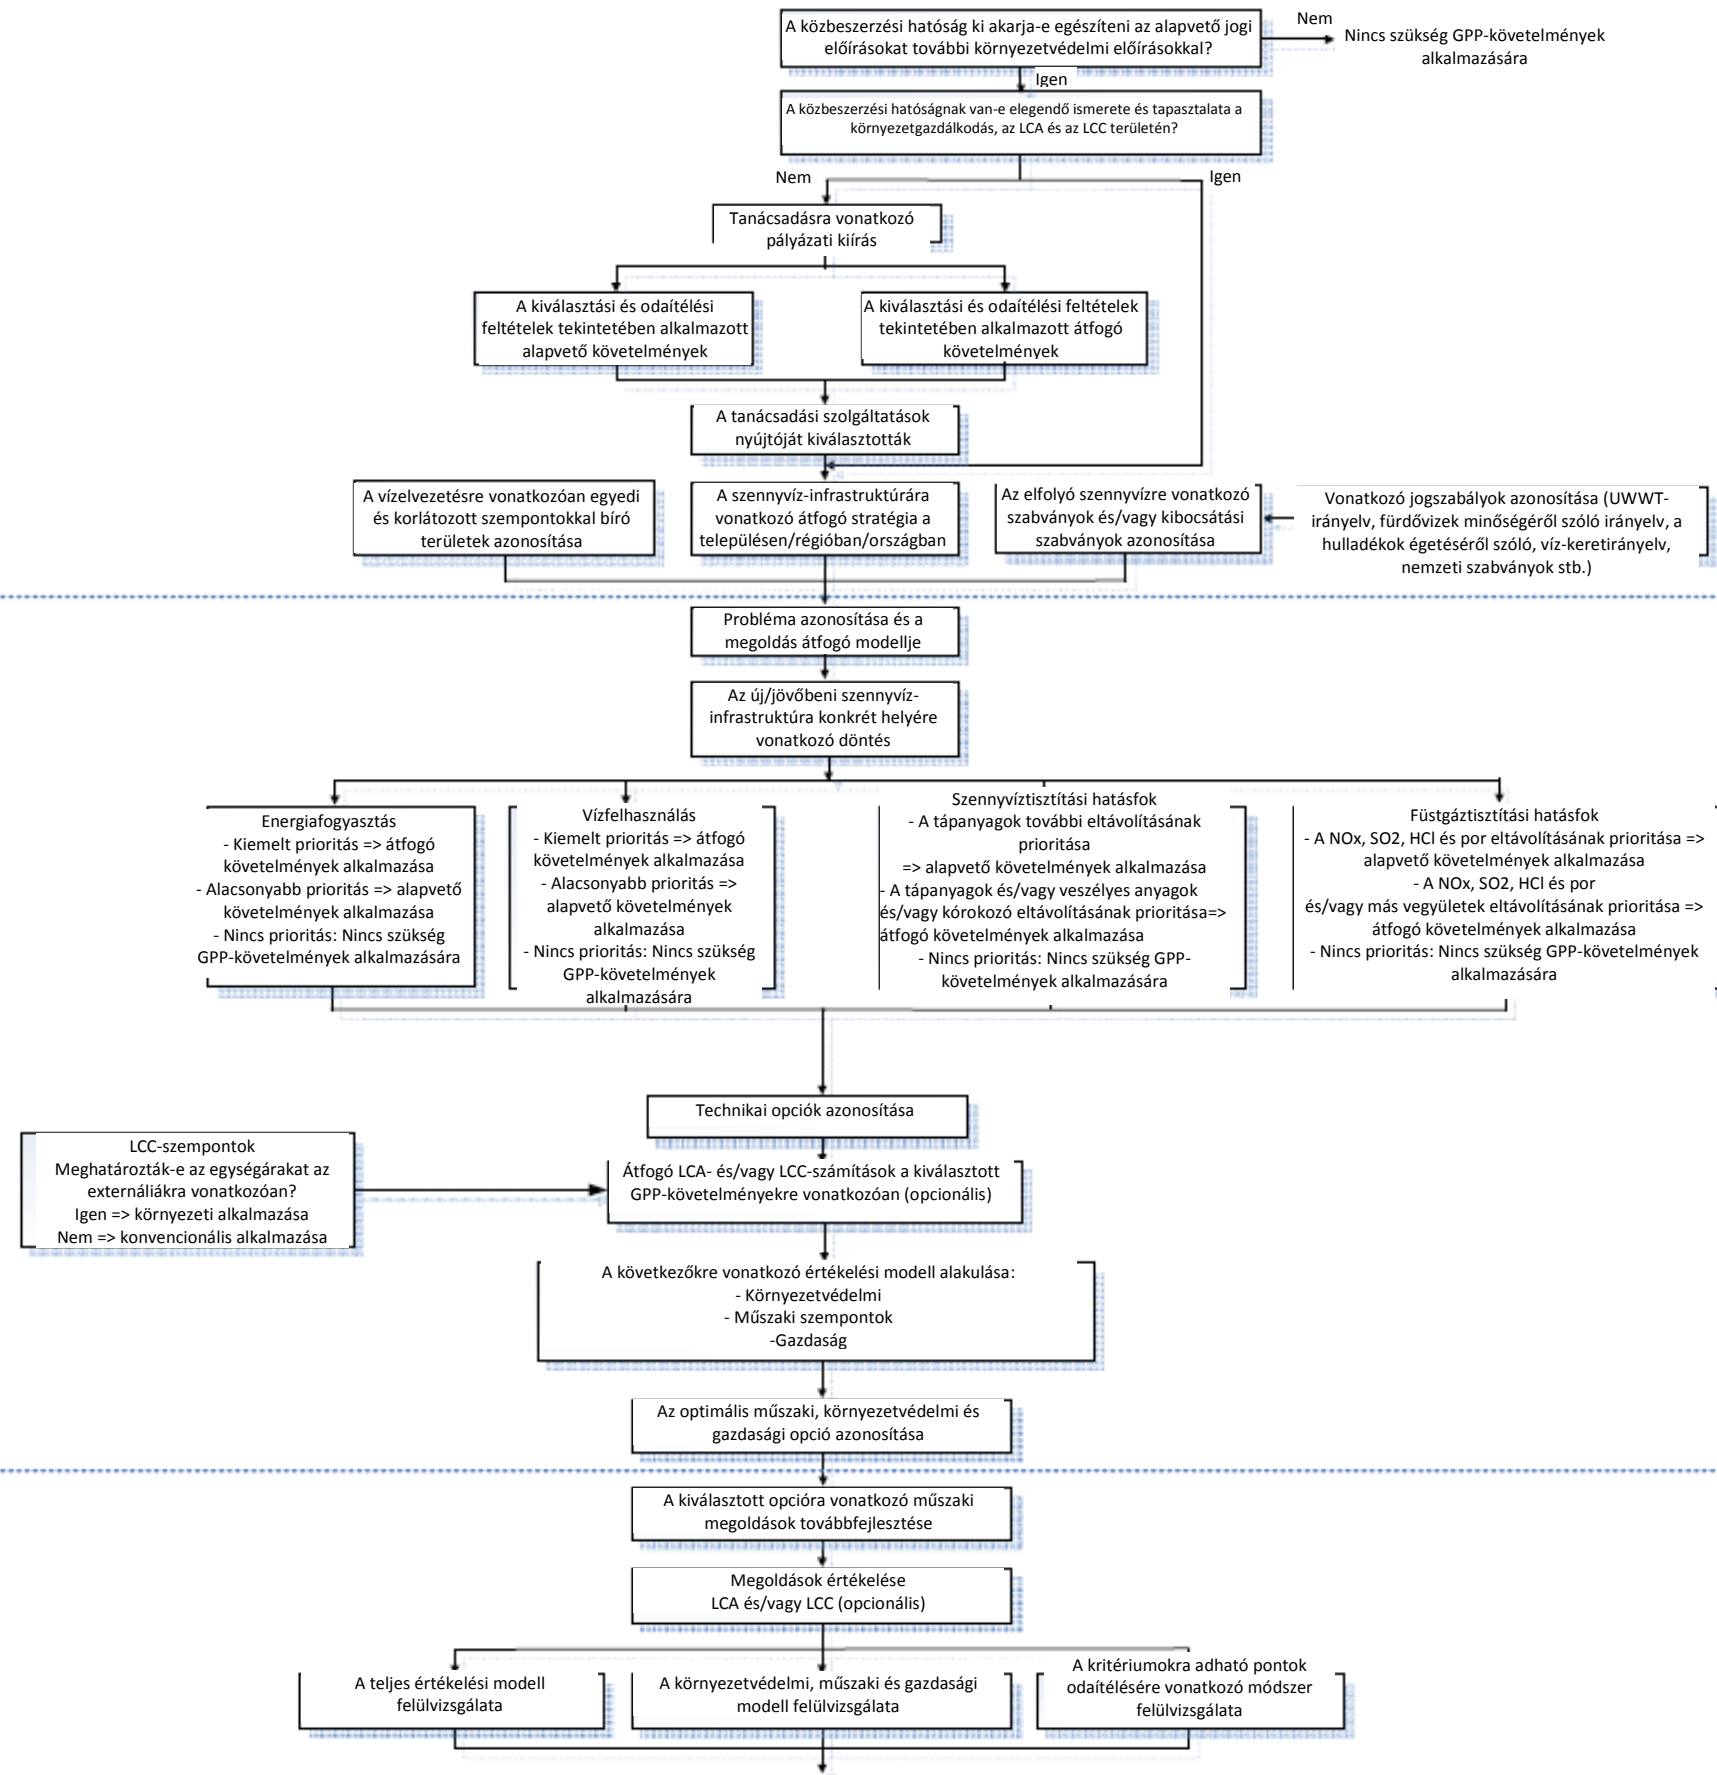 A közbeszerzési hatóság ki akarja-e egészíteni az alapvető jogi
előírásokat további környezetvédelmi előírásokkal?
Nem
Nincs szükség GPP-követelmények
alkalmazására
Igen
A közbeszerzési hatóságnak van-e elegendő ismerete és tapasztalata a
környezetgazdálkodás, az LCA és az LCC területén?
Nem
Igen
Tanácsadásra vonatkozó
pályázati kiírás
A kiválasztási és odaítélési
feltételek tekintetében alkalmazott
alapvető követelmények
A kiválasztási és odaítélési feltételek
tekintetében alkalmazott átfogó
követelmények
A tanácsadási szolgáltatások
nyújtóját kiválasztották
A vízelvezetésre vonatkozóan egyedi
és korlátozott szempontokkal bíró
területek azonosítása
A szennyvíz-infrastruktúrára
vonatkozó átfogó stratégia a
településen/régióban/országban
Az elfolyó szennyvízre vonatkozó
szabványok és/vagy kibocsátási
szabványok azonosítása
Vonatkozó jogszabályok azonosítása (UWWT-
irányelv, fürdővizek minőségéről szóló irányelv, a
hulladékok égetéséről szóló, víz-keretirányelv,
nemzeti szabványok stb.)
Probléma azonosítása és a
megoldás átfogó modellje
Az új/jövőbeni szennyvíz-
infrastruktúra konkrét helyére
vonatkozó döntés
Energiafogyasztás
- Kiemelt prioritás => átfogó
követelmények alkalmazása
- Alacsonyabb prioritás => alapvető
követelmények alkalmazása
- Nincs prioritás: Nincs szükség
GPP-követelmények alkalmazására
Vízfelhasználás
- Kiemelt prioritás => átfogó
követelmények alkalmazása
- Alacsonyabb prioritás =>
alapvető követelmények
alkalmazása
- Nincs prioritás: Nincs szükség
GPP-követelmények
alkalmazására
Szennyvíztisztítási hatásfok
- A tápanyagok további eltávolításának
prioritása
=> alapvető követelmények alkalmazása
- A tápanyagok és/vagy veszélyes anyagok
és/vagy kórokozó eltávolításának prioritása=>
átfogó követelmények alkalmazása
- Nincs prioritás: Nincs szükség GPP-
követelmények alkalmazására
Füstgáztisztítási hatásfok
- A NOx, SO2, HCl és por eltávolításának prioritása =>
alapvető követelmények alkalmazása
- A NOx, SO2, HCl és por
és/vagy más vegyületek eltávolításának prioritása =>
átfogó követelmények alkalmazása
- Nincs prioritás: Nincs szükség GPP-követelmények
alkalmazására
Technikai opciók azonosítása
LCC-szempontok
Meghatározták-e az egységárakat az
externáliákra vonatkozóan?
Igen => környezeti alkalmazása
Nem => konvencionális alkalmazása
Átfogó LCA- és/vagy LCC-számítások a kiválasztott
GPP-követelményekre vonatkozóan (opcionális)
A következőkre vonatkozó értékelési modell alakulása:
- Környezetvédelmi
- Műszaki szempontok
-Gazdaság
Az optimális műszaki, környezetvédelmi és
gazdasági opció azonosítása
A kiválasztott opcióra vonatkozó műszaki
megoldások továbbfejlesztése
Megoldások értékelése
LCA és/vagy LCC (opcionális)
A teljes értékelési modell
felülvizsgálata
A környezetvédelmi, műszaki és gazdasági
modell felülvizsgálata
A kritériumokra adható pontok
odaítélésére vonatkozó módszer
felülvizsgálata